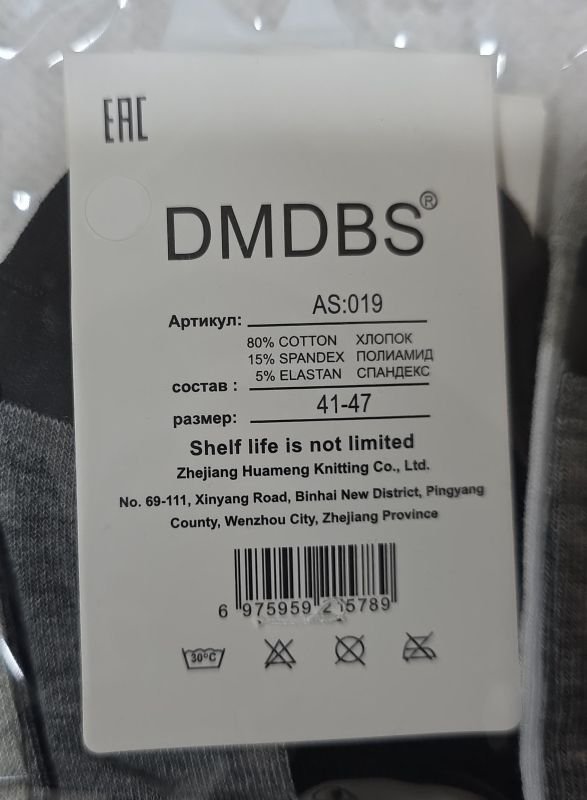 EAC
DMDBS®
Артикул: AS:019
80% COTTON ХЛОПОК
15% SPANDEX ПОЛИАМИД
состав : 5% ELASTAN СПАНДЕКС
размер: 41-47
Shelf life is not limited
Zhejiang Huameng Knitting Co., Ltd.
No. 69-111, Xinyang Road, Binhai New District, Pingyang
County, Wenzhou City, Zhejiang Province
6 975959
30°C